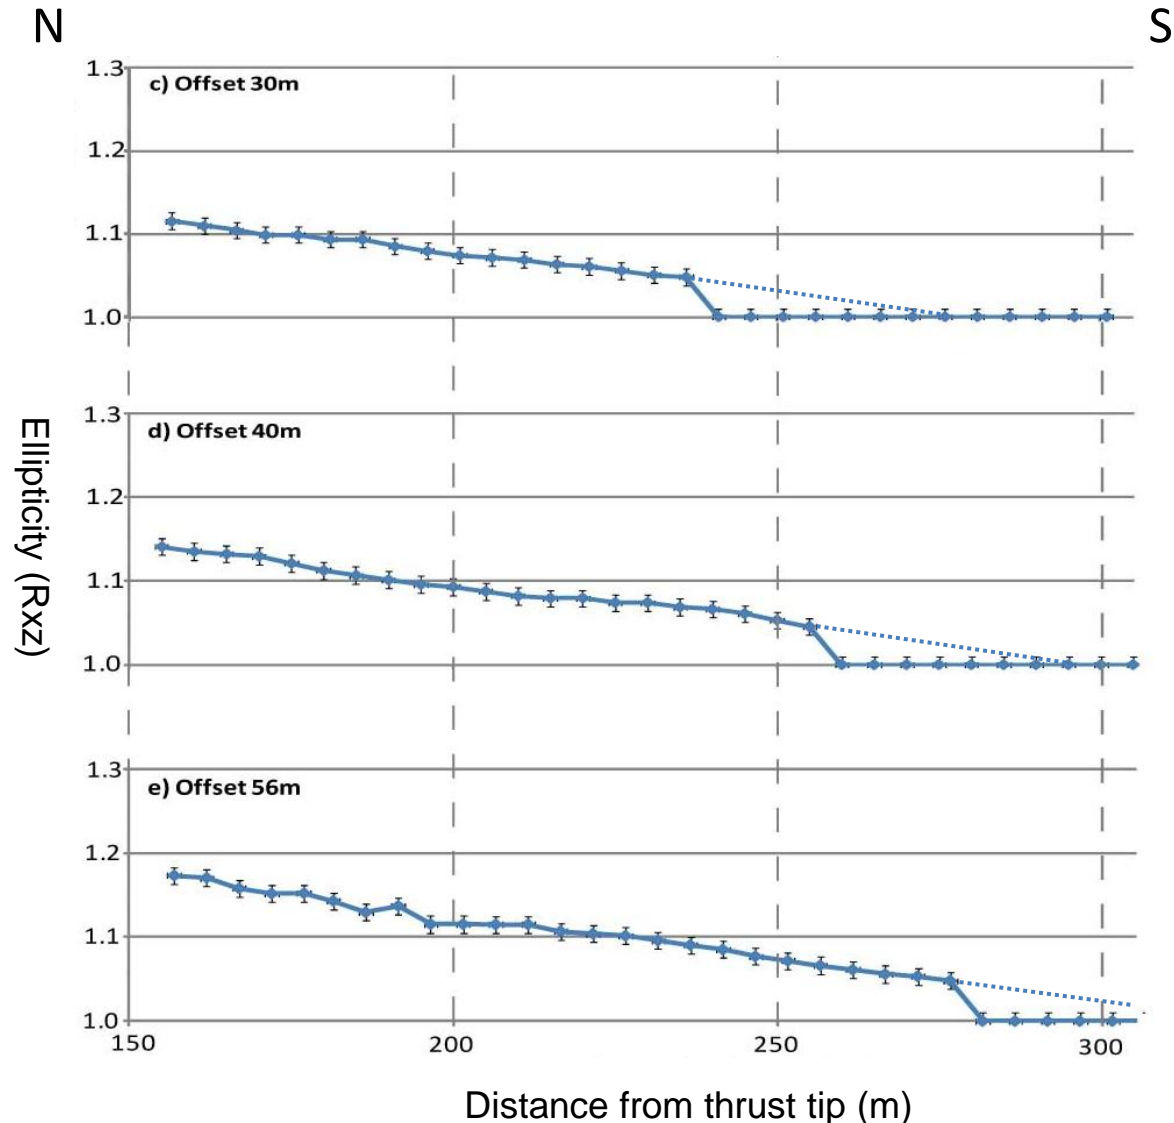 N
S
1.3
c) Offset 30m
1.2
1.1
1.0
1.3
d) Offset 40m
1.2
1.1
1.0
1.3
e) Offset 56m
1.2
1.1
1.0
150 200 250 300
Ellipticity (Rxz)
Distance from thrust tip (m)